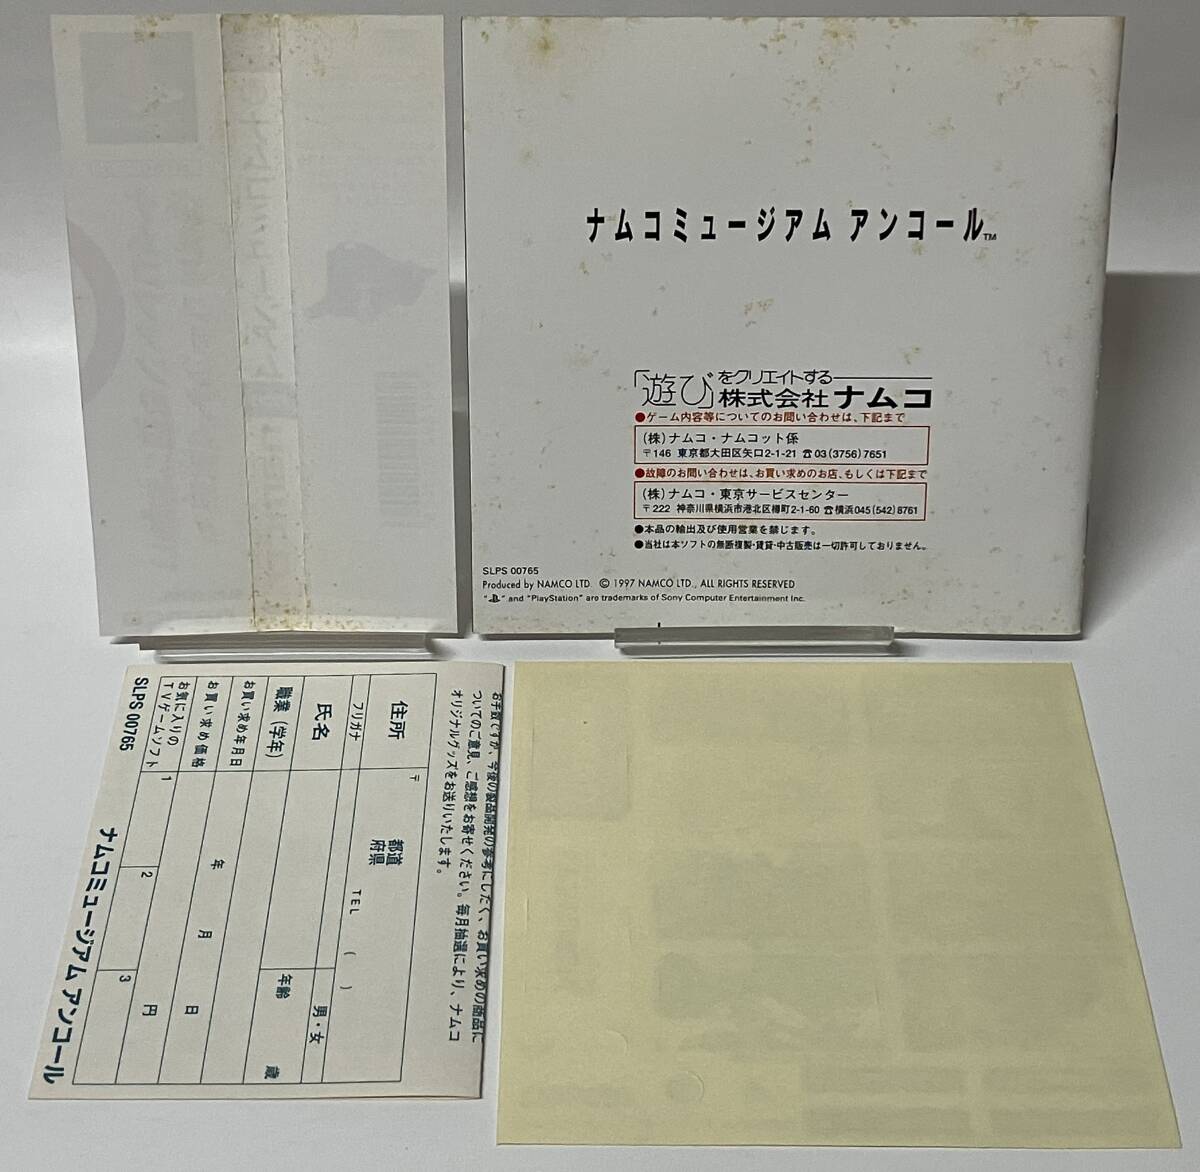 ナムコミュージアム アンコール™
「遊び」をクリエイトする
株式会社ナムコ
●ゲーム内容等についてのお問い合わせは、下記まで
(株)ナムコ・ナムコット係
〒146 東京都大田区矢口2-1-21 ☎03(3756)7651
●故障のお問い合わせは、お買い求めのお店、もしくは下記まで
(株)ナムコ・東京サービスセンター
〒222 神奈川県横浜市港北区樽町2-1-60 ☎横浜045(542)8761
●本品の輸出及び使用営業を禁じます。
●当社は本ソフトの無断複製・賃貸・中古販売は一切許可しておりません。
SLPS 00765
Produced by NAMCO LTD. © 1997 NAMCO LTD., ALL RIGHTS RESERVED
" " and "PlayStation" are trademarks of Sony Computer Entertainment Inc.
お手数ですが、今後の製品開発の参考にしたく、お買い求めの商品に
ついてのご意見、ご感想をお寄せください。毎月抽選により、ナムコ
オリジナルグッズをお送りいたします。
住所
〒
都道
府県
TEL ( )
フリガナ
氏名
男・女
職業(学年)
年齢
歳
お買い求め年月日
年 月 日
お買い求め価格
円
お気に入りの
TVゲームソフト
1
2
3
SLPS 00765
ナムコミュージアム アンコール